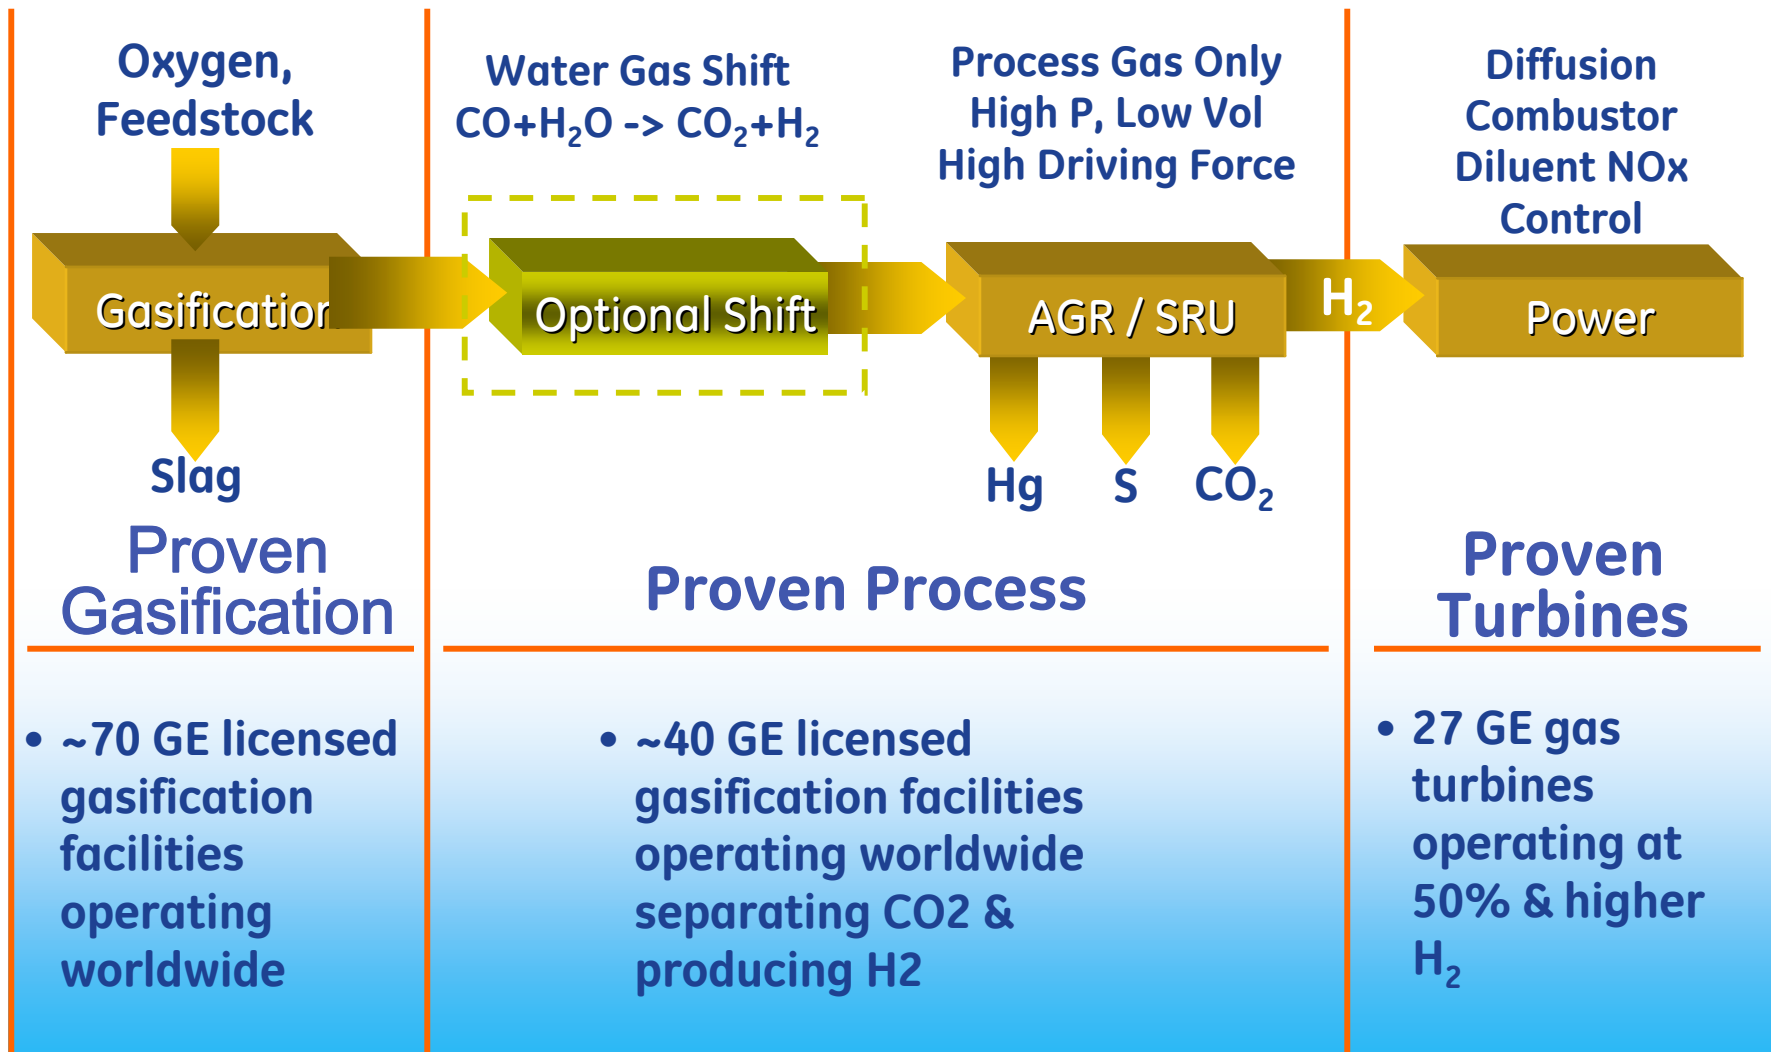 Oxygen,
Feedstock
Gasification
Slag
Proven
Gasification
• ~70 GE licensed
gasification
facilities
operating
worldwide
Water Gas Shift
CO+H₂O -> CO₂+H₂
Optional Shift
Process Gas Only
High P, Low Vol
High Driving Force
AGR / SRU
Hg S CO₂
Proven Process
• ~40 GE licensed
gasification facilities
operating worldwide
separating CO2 &
producing H2
H₂
Diffusion
Combustor
Diluent NOx
Control
Power
Proven
Turbines
• 27 GE gas
turbines
operating at
50% & higher
H₂